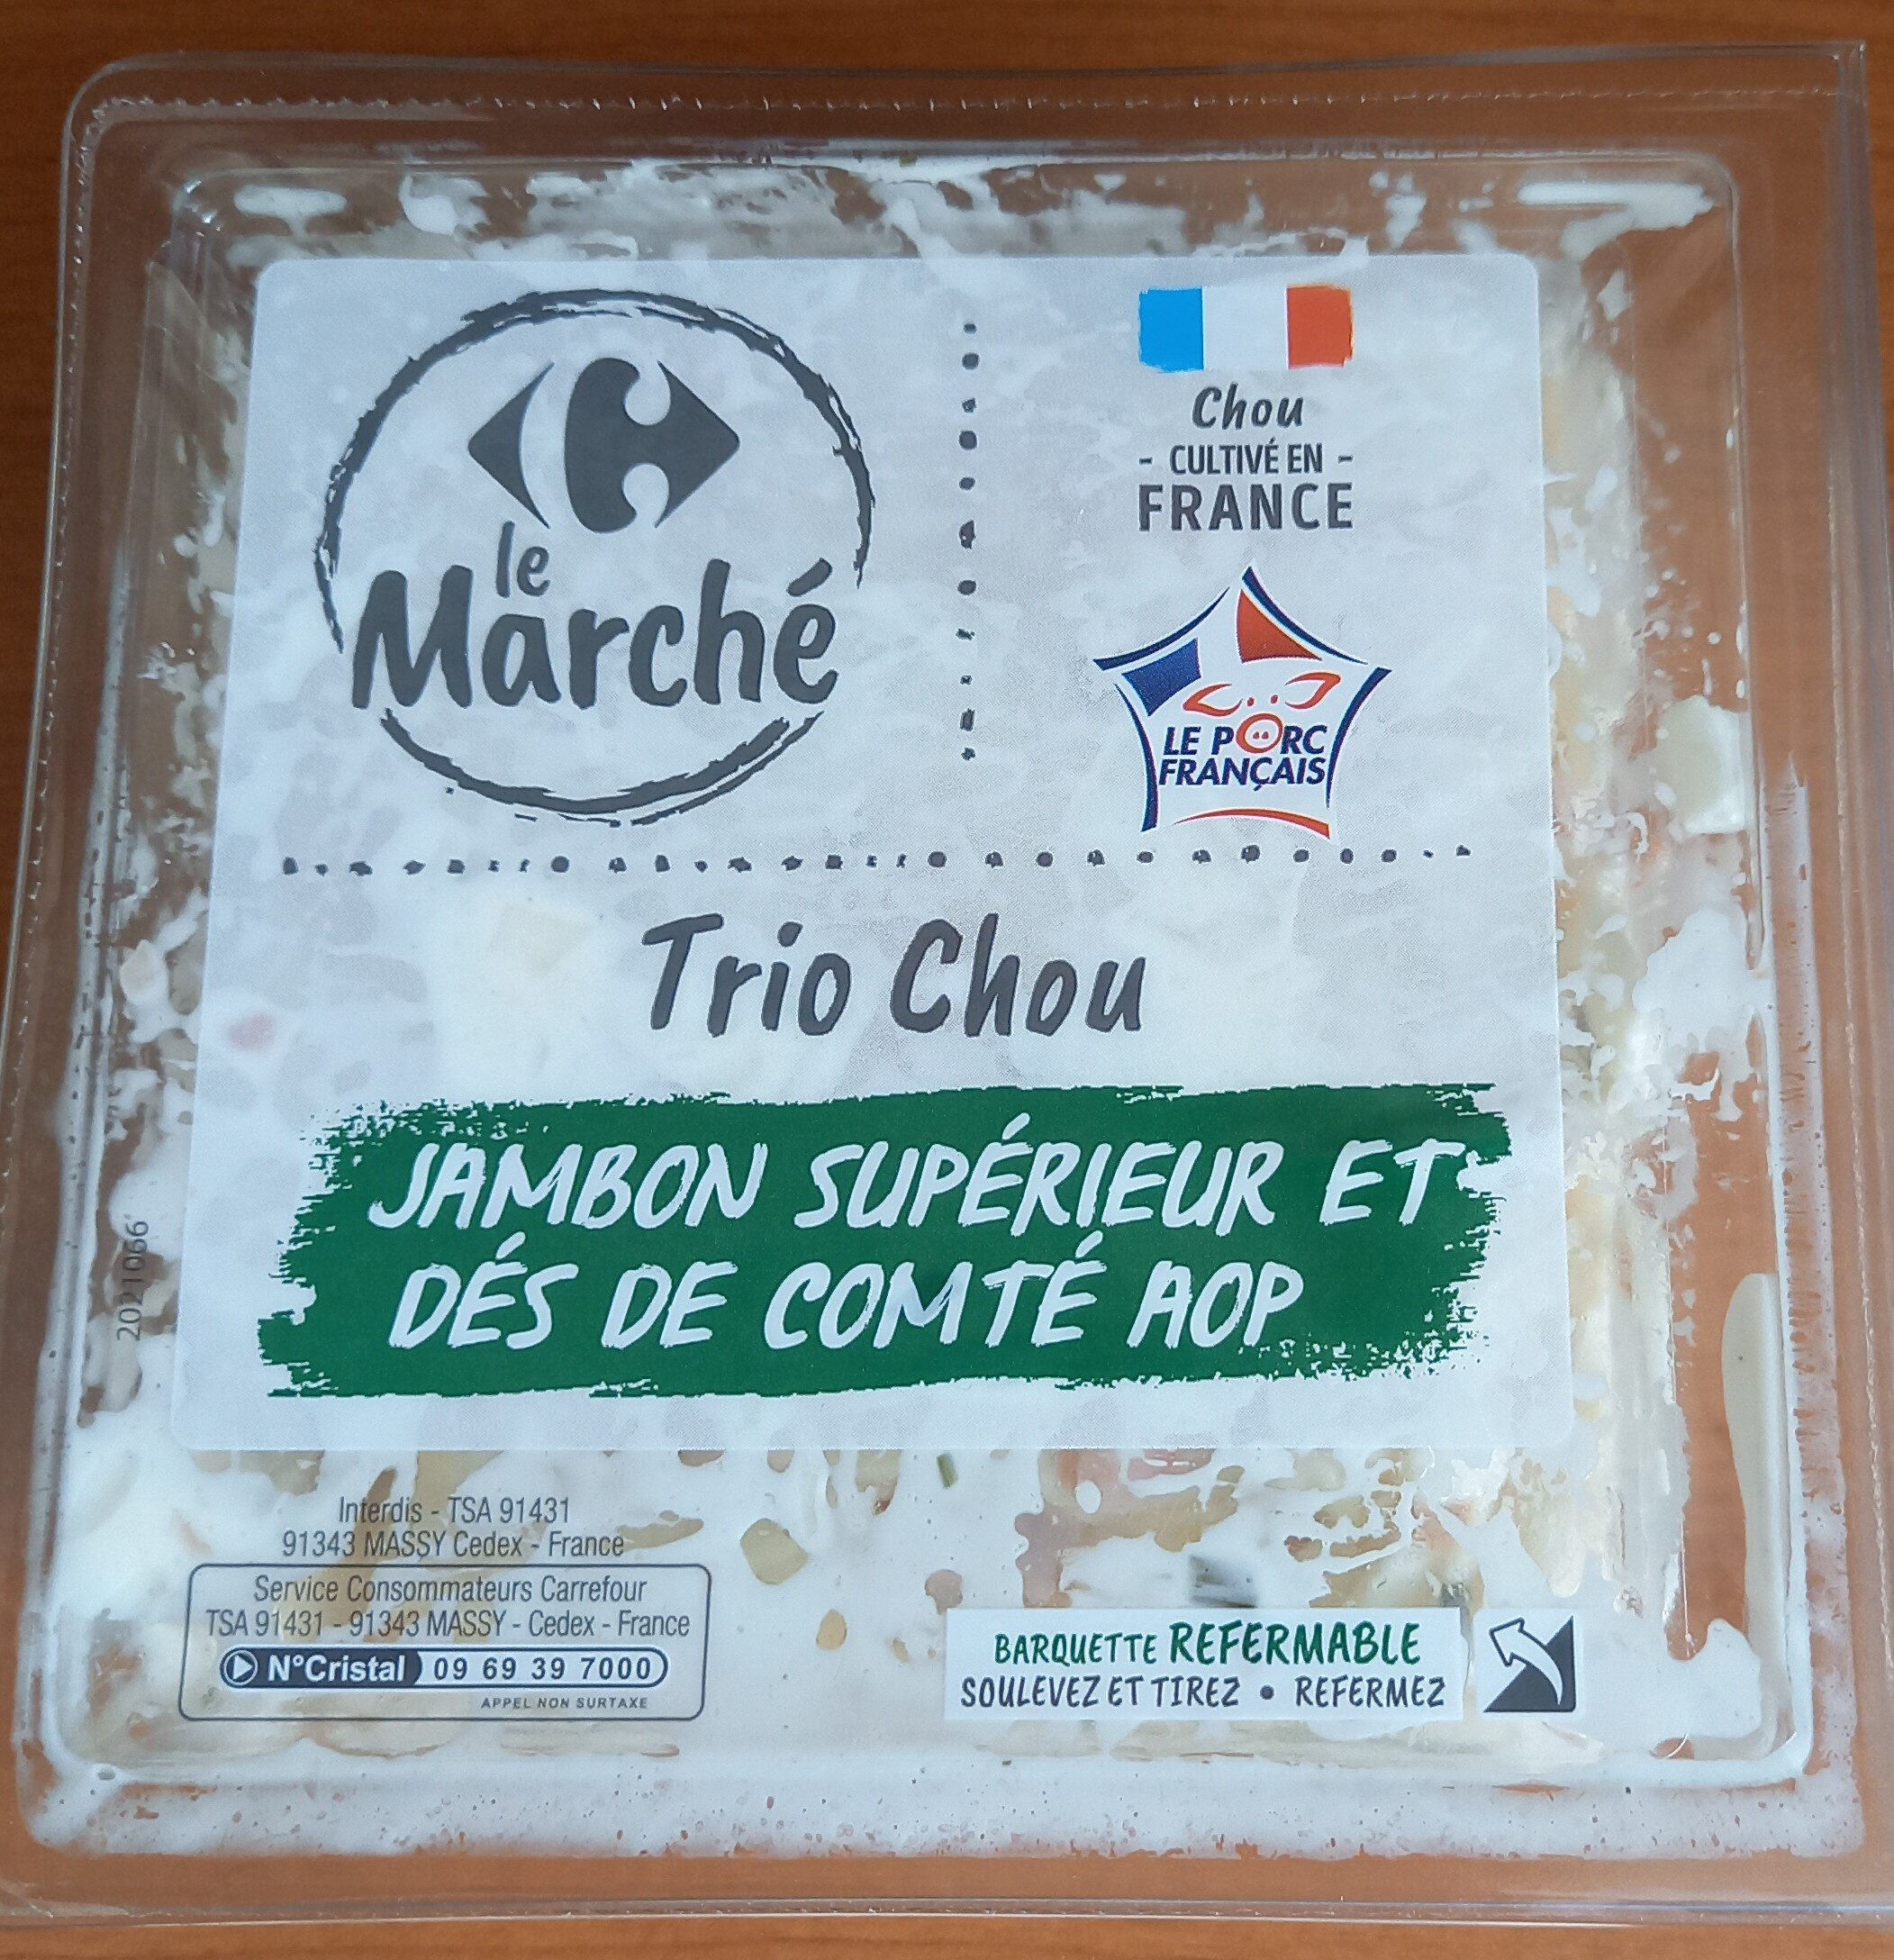 le
Marché
Chou
- CULTIVÉ EN -
FRANCE
LE PORC
FRANÇAIS
Trio Chou
JAMBON SUPÉRIEUR ET
DÉS DE COMTÉ AOP
2021066
Interdis - TSA 91431
91343 MASSY Cedex - France
Service Consommateurs Carrefour
TSA 91431 - 91343 MASSY - Cedex - France
N°Cristal 09 69 39 7000
APPEL NON SURTAXE
BARQUETTE REFERMABLE
SOULEVEZ ET TIREZ • REFERMEZ